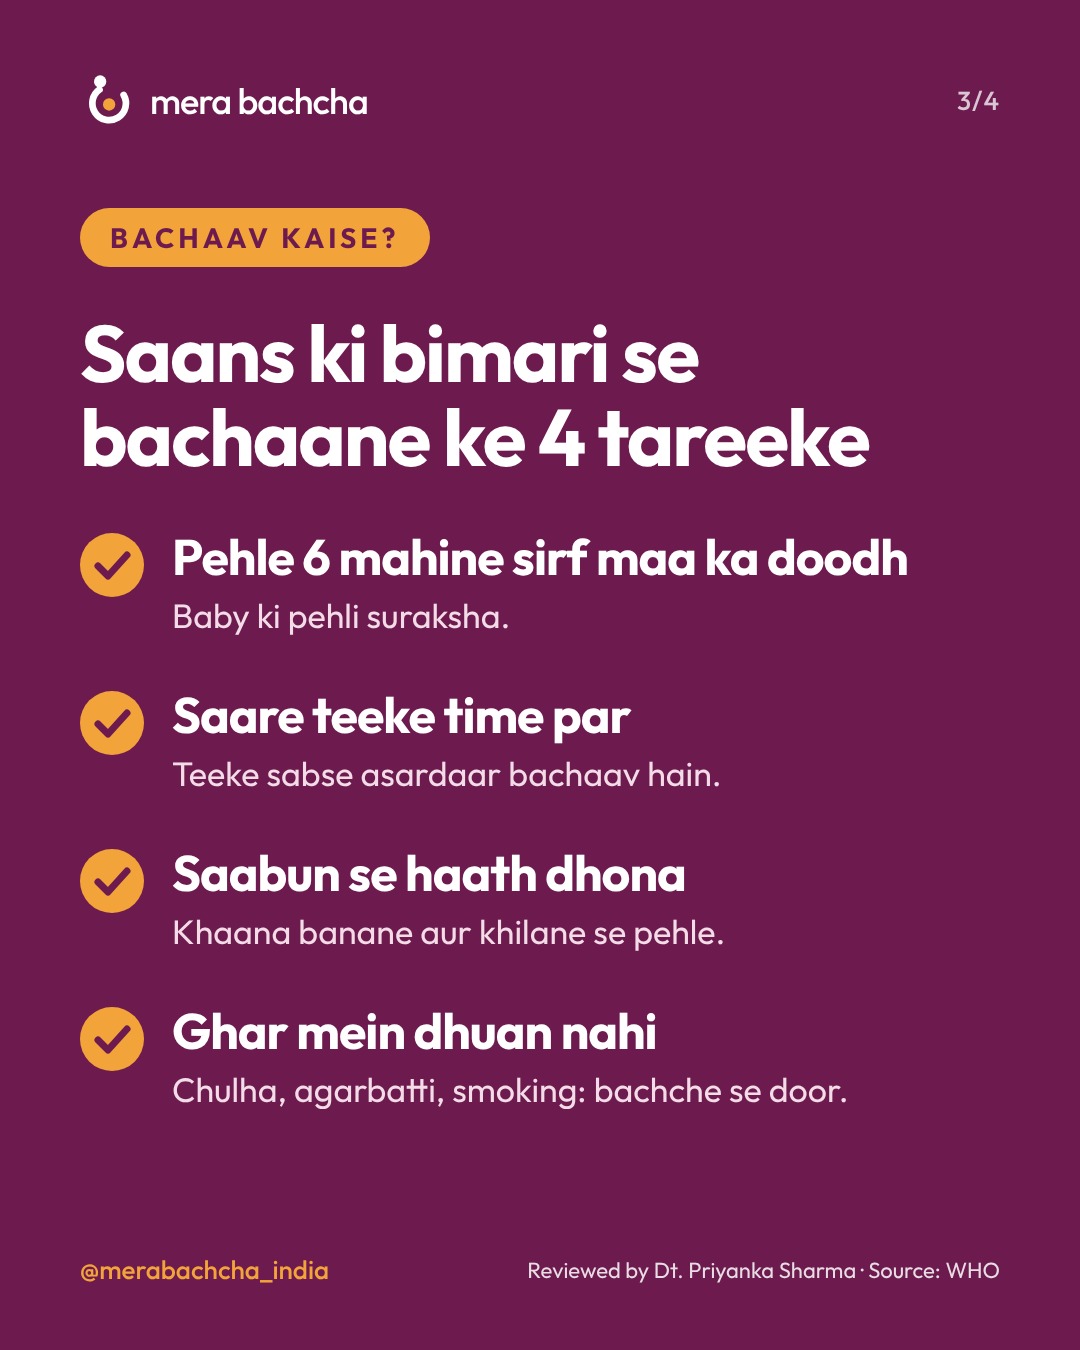 mera bachcha
3/4
BACHAAV KAISE?
Saans ki bimari se
bachaane ke 4 tareeke
Pehle 6 mahine sirf maa ka doodh
Baby ki pehli suraksha.
Saare teeke time par
Teeke sabse asardaar bachaav hain.
Saabun se haath dhona
Khaana banane aur khilane se pehle.
Ghar mein dhuan nahi
Chulha, agarbatti, smoking: bachche se door.
@merabachcha_india
Reviewed by Dt. Priyanka Sharma · Source: WHO